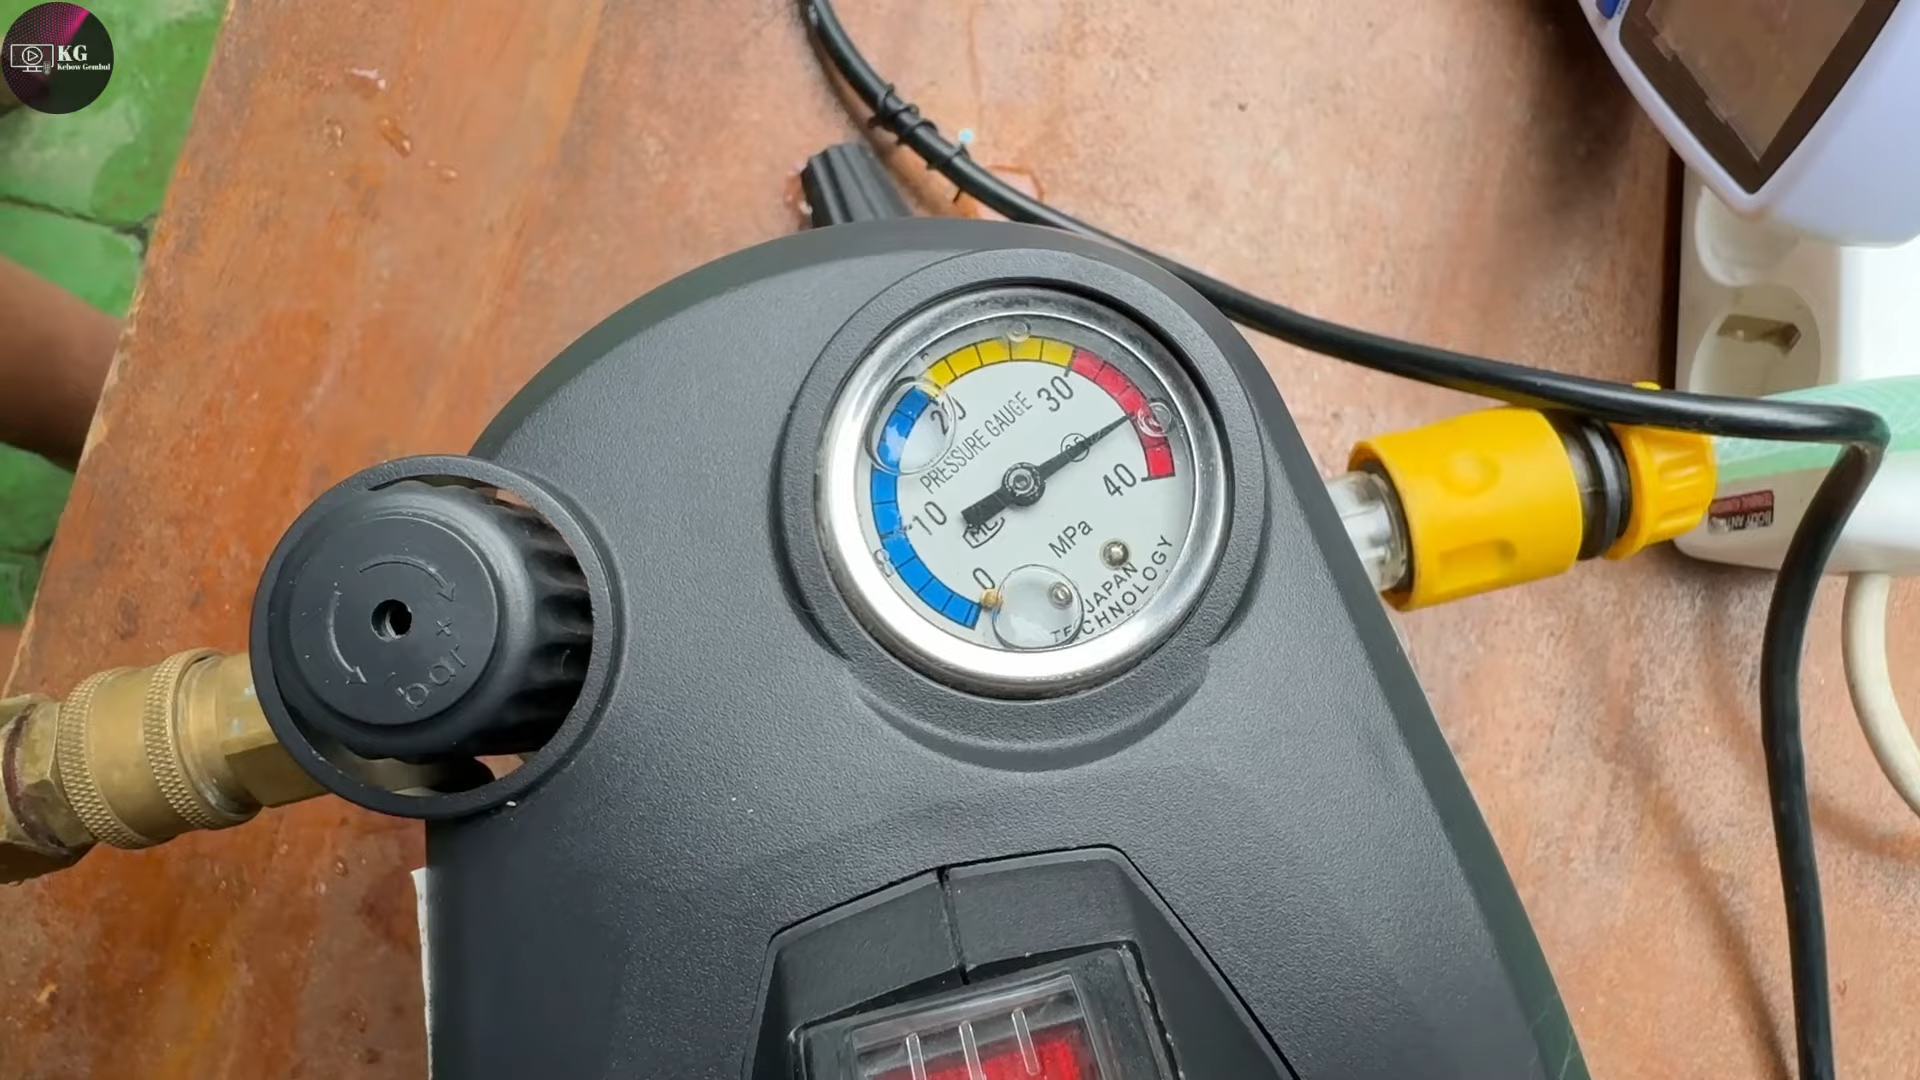 KG
Kebow Gembul
20
30
PRESSURE GAUGE
10
40
MPa
0
JAPAN
TECHNOLOGY
bar
+